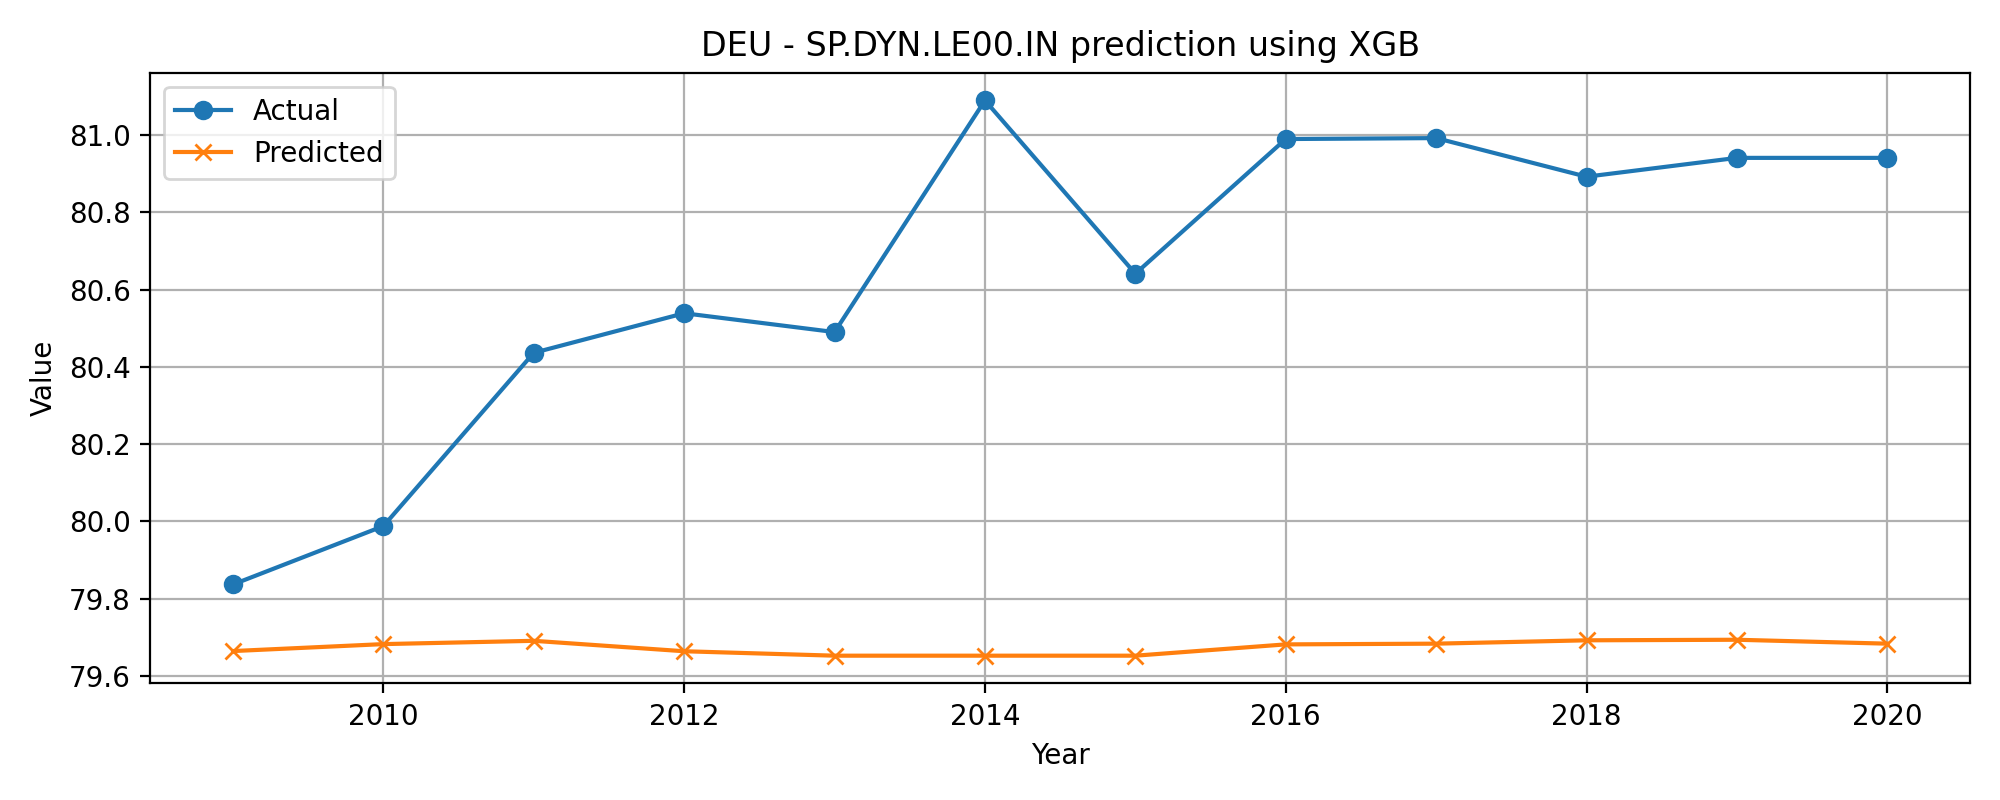 DEU - SP.DYN.LE00.IN prediction using XGB
Actual
Predicted
81.0
80.8
80.6
80.4
80.2
80.0
79.8
79.6
Value
2010 2012 2014 2016 2018 2020
Year